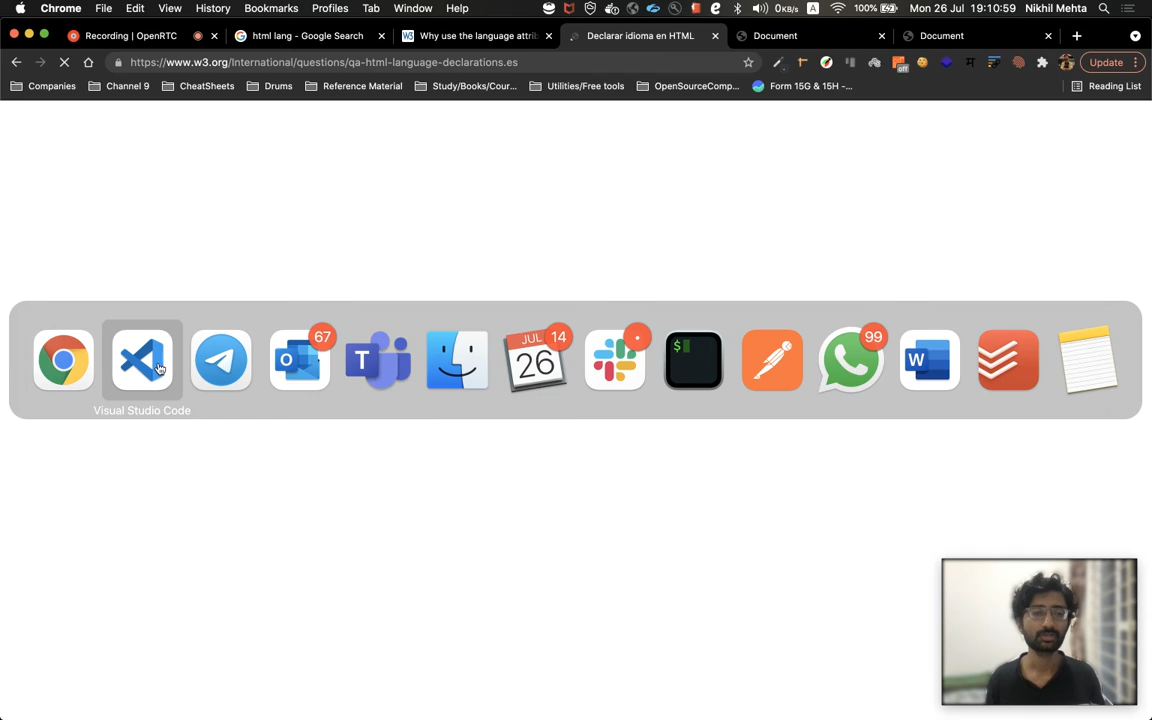 Chrome File Edit View History Bookmarks Profiles Tab Window Help 0KB/s A 100% Mon 26 Jul 19:10:59 Nikhil Mehta
Recording | OpenRTC html lang - Google Search Why use the language attrib Declarar idioma en HTML Document Document
https://www.w3.org/International/questions/qa-html-language-declarations.es Update
Companies Channel 9 CheatSheets Drums Reference Material Study/Books/Cour... Utilities/Free tools OpenSourceComp... Form 15G & 15H -... Reading List
off
67 JUL 14 99
26 $
O T W
Visual Studio Code